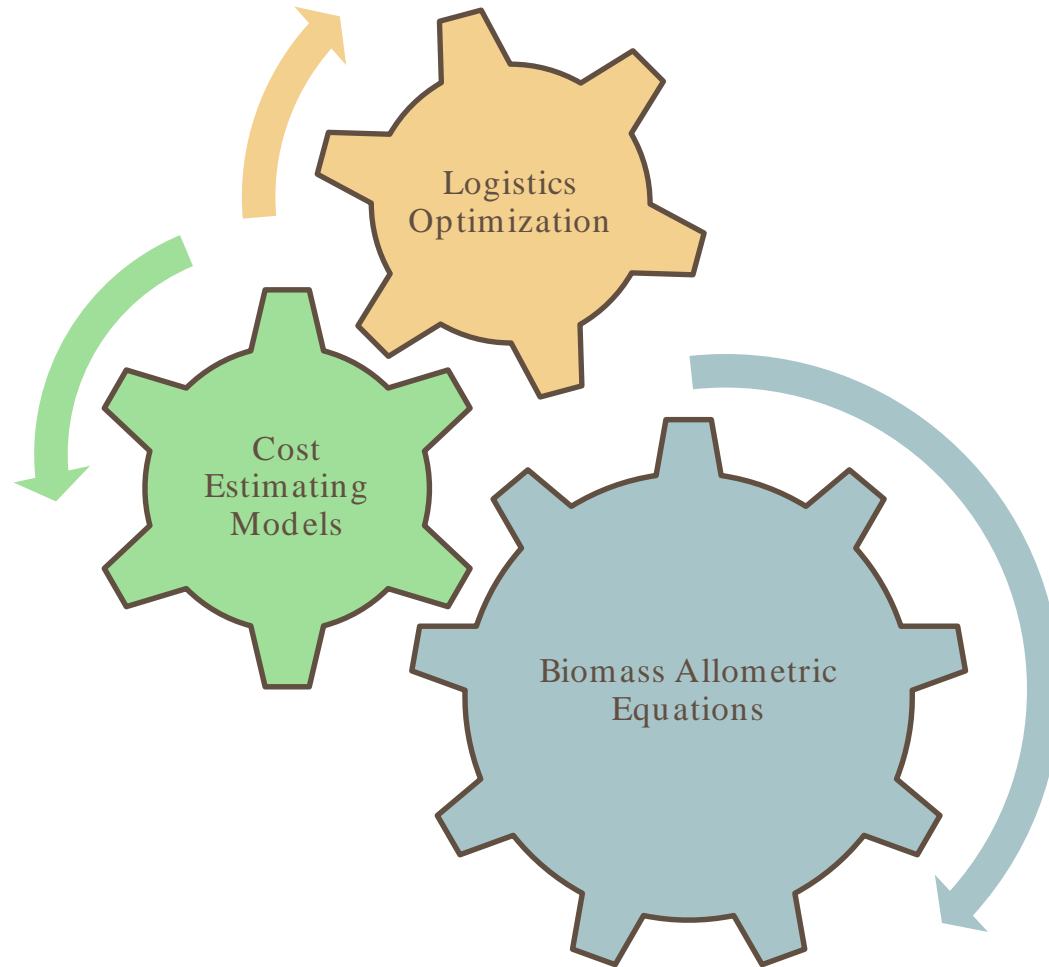 Logistics
Optimization
Cost
Estimating
Models
Biomass Allometric
Equations